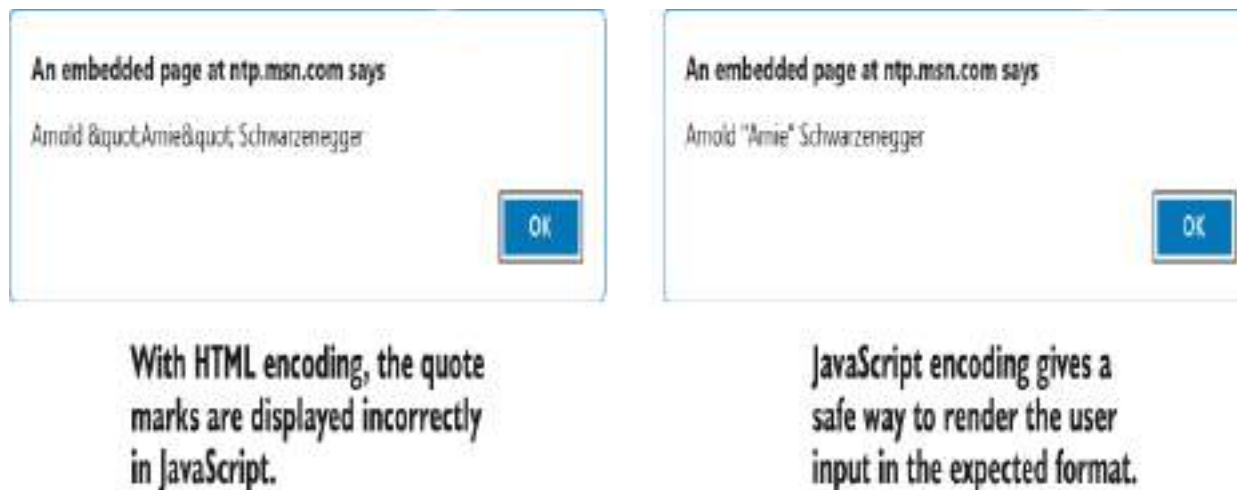 An embedded page at ntp.msn.com says
Arnold &quot;Arnie&quot; Schwarzenegger
OK
With HTML encoding, the quote
marks are displayed incorrectly
in JavaScript.
An embedded page at ntp.msn.com says
Arnold "Arnie" Schwarzenegger
OK
JavaScript encoding gives a
safe way to render the user
input in the expected format.